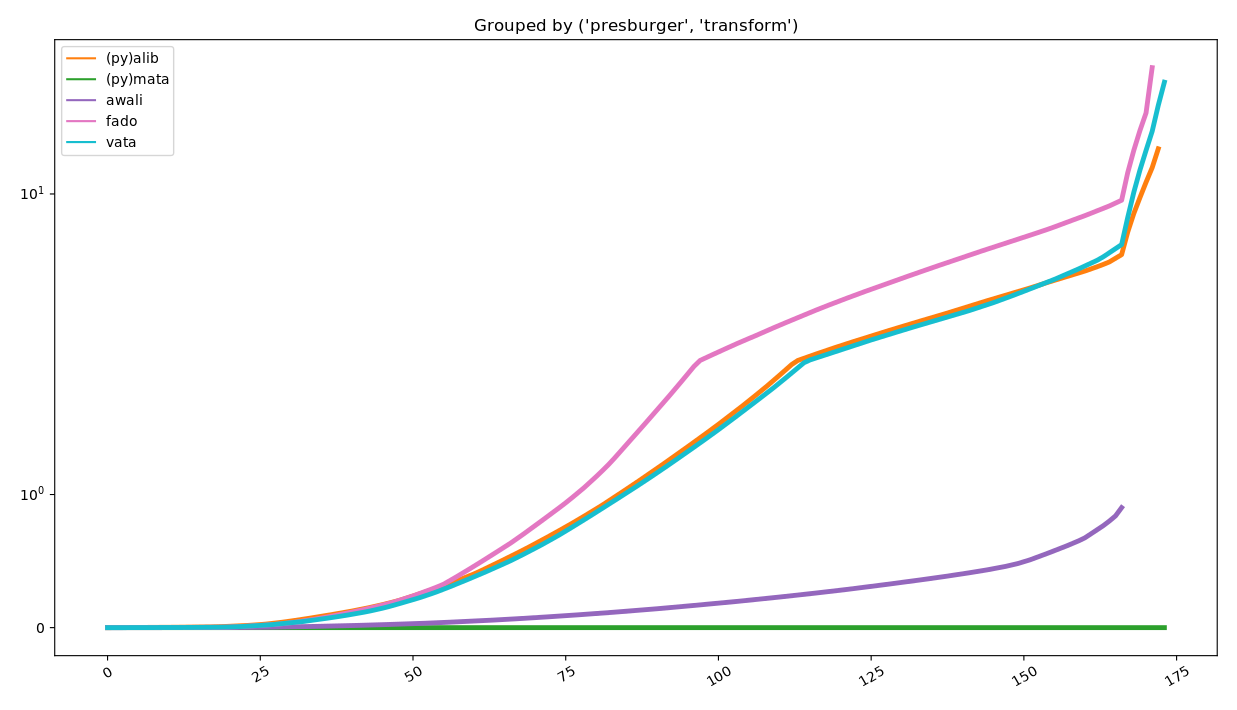 Grouped by ('presburger', 'transform')
(py)alib
(py)mata
awali
fado
vata
10¹
10⁰
0
0 25 50 75 100 125 150 175